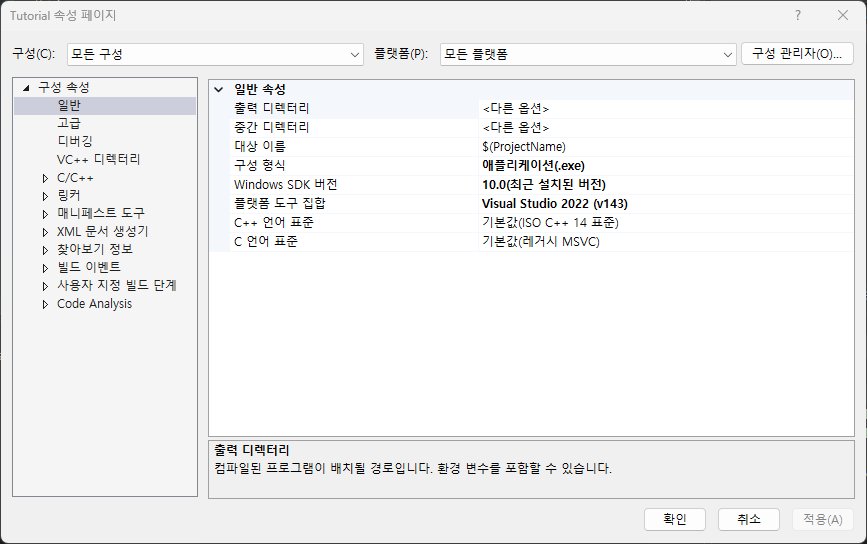 Tutorial 속성 페이지
구성(C): 모든 구성 플랫폼(P): 모든 플랫폼 구성 관리자(O)...
구성 속성
일반
고급
디버깅
VC++ 디렉터리
C/C++
링커
매니페스트 도구
XML 문서 생성기
찾아보기 정보
빌드 이벤트
사용자 지정 빌드 단계
Code Analysis
일반 속성
출력 디렉터리 <다른 옵션>
중간 디렉터리 <다른 옵션>
대상 이름 $(ProjectName)
구성 형식 애플리케이션(.exe)
Windows SDK 버전 10.0(최근 설치된 버전)
플랫폼 도구 집합 Visual Studio 2022 (v143)
C++ 언어 표준 기본값(ISO C++ 14 표준)
C 언어 표준 기본값(레거시 MSVC)
출력 디렉터리
컴파일된 프로그램이 배치될 경로입니다. 환경 변수를 포함할 수 있습니다.
확인 취소 적용(A)